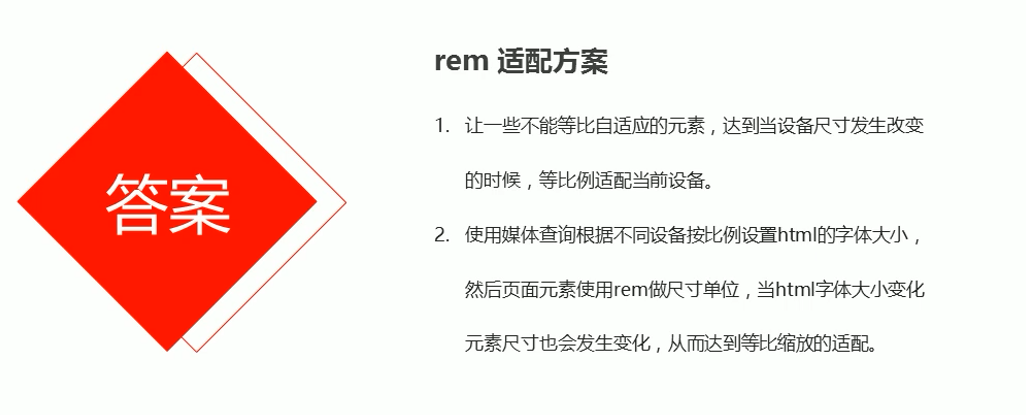 答案
rem 适配方案
1. 让一些不能等比自适应的元素，达到当设备尺寸发生改变
的时候，等比例适配当前设备。
2. 使用媒体查询根据不同设备按比例设置html的字体大小，
然后页面元素使用rem做尺寸单位，当html字体大小变化
元素尺寸也会发生变化，从而达到等比缩放的适配。